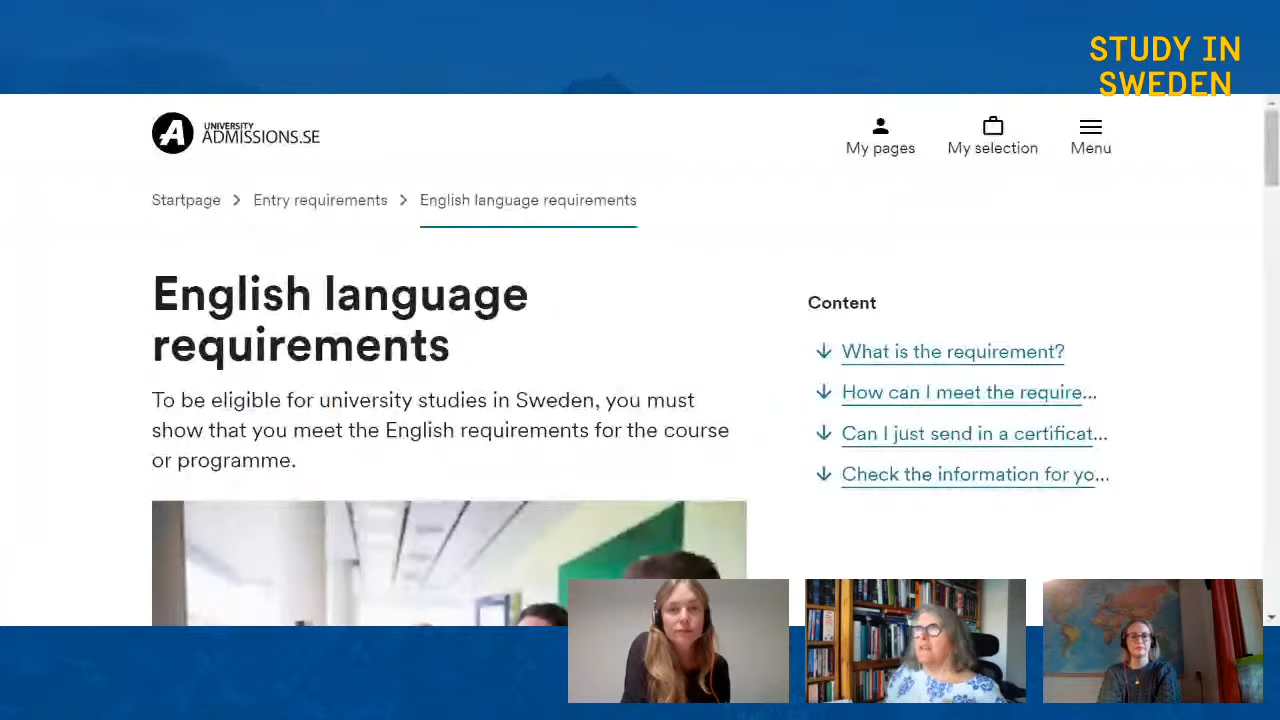 STUDY IN
SWEDEN
UNIVERSITY
ADMISSIONS.SE
My pages
My selection
Menu
Startpage
Entry requirements
English language requirements
English language
requirements
To be eligible for university studies in Sweden, you must
show that you meet the English requirements for the course
or programme.
Content
What is the requirement?
How can I meet the require...
Can I just send in a certificat...
Check the information for yo...